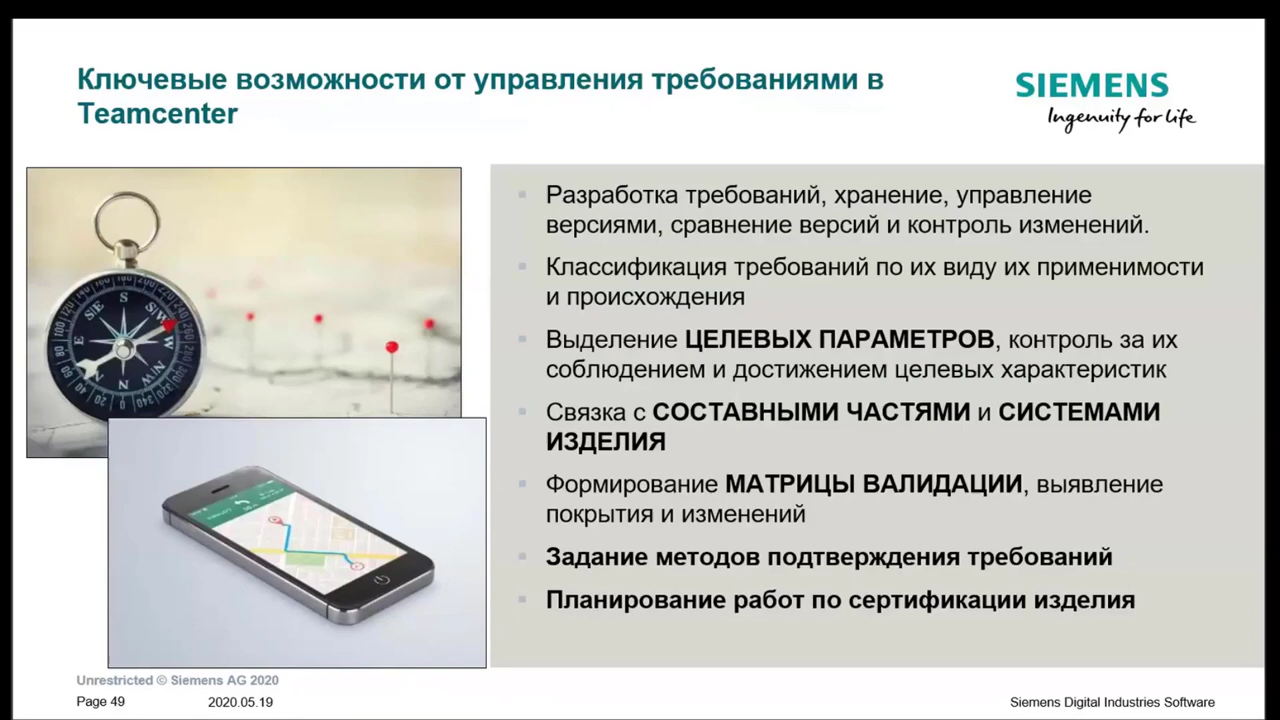 Ключевые возможности от управления требованиями в
Teamcenter
SIEMENS
Ingenuity for life
Разработка требований, хранение, управление
версиями, сравнение версий и контроль изменений.
Классификация требований по их виду их применимости
и происхождения
Выделение ЦЕЛЕВЫХ ПАРАМЕТРОВ, контроль за их
соблюдением и достижением целевых характеристик
Связка с СОСТАВНЫМИ ЧАСТЯМИ и СИСТЕМАМИ
ИЗДЕЛИЯ
Формирование МАТРИЦЫ ВАЛИДАЦИИ, выявление
покрытия и изменений
Задание методов подтверждения требований
Планирование работ по сертификации изделия
Unrestricted © Siemens AG 2020
Page 49
2020.05.19
Siemens Digital Industries Software